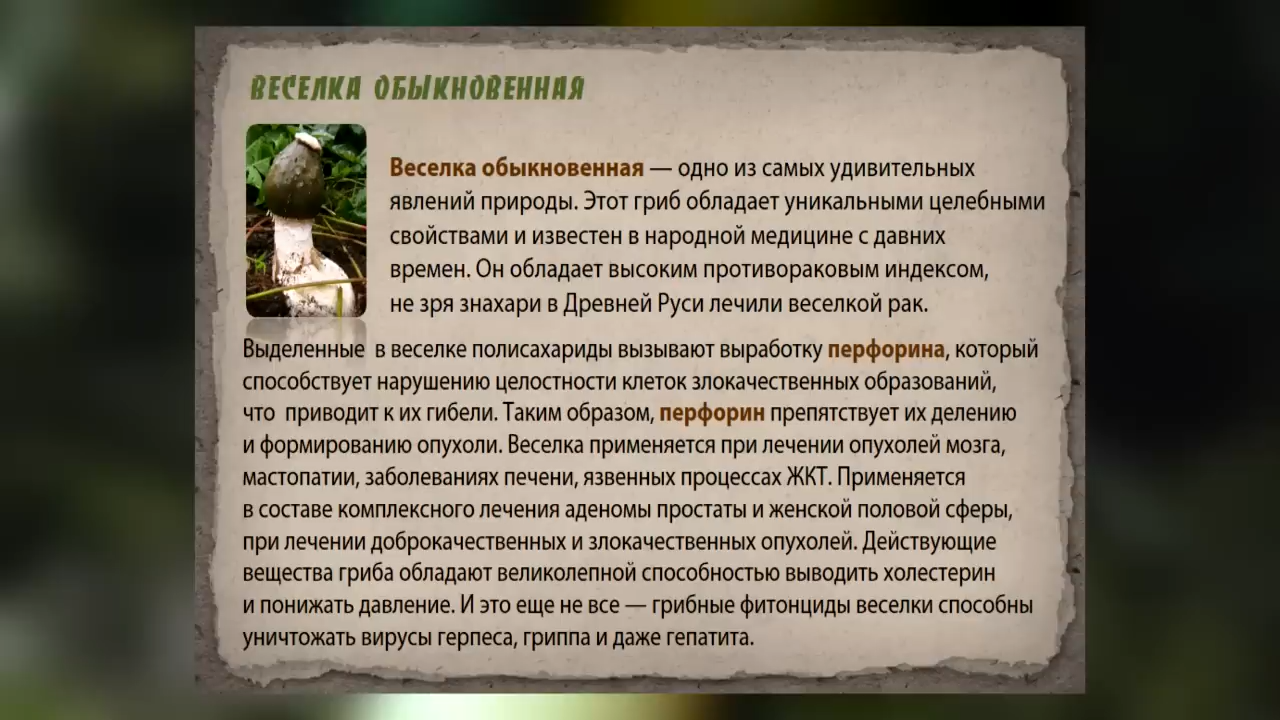 ВЕСЕЛКА ОБЫКНОВЕННАЯ
Веселка обыкновенная — одно из самых удивительных
явлений природы. Этот гриб обладает уникальными целебными
свойствами и известен в народной медицине с давних
времен. Он обладает высоким противораковым индексом,
не зря знахари в Древней Руси лечили веселкой рак.
Выделенные в веселке полисахариды вызывают выработку перфорина, который
способствует нарушению целостности клеток злокачественных образований,
что приводит к их гибели. Таким образом, перфорин препятствует их делению
и формированию опухоли. Веселка применяется при лечении опухолей мозга,
мастопатии, заболеваниях печени, язвенных процессах ЖКТ. Применяется
в составе комплексного лечения аденомы простаты и женской половой сферы,
при лечении доброкачественных и злокачественных опухолей. Действующие
вещества гриба обладают великолепной способностью выводить холестерин
и понижать давление. И это еще не все — грибные фитонциды веселки способны
уничтожать вирусы герпеса, гриппа и даже гепатита.